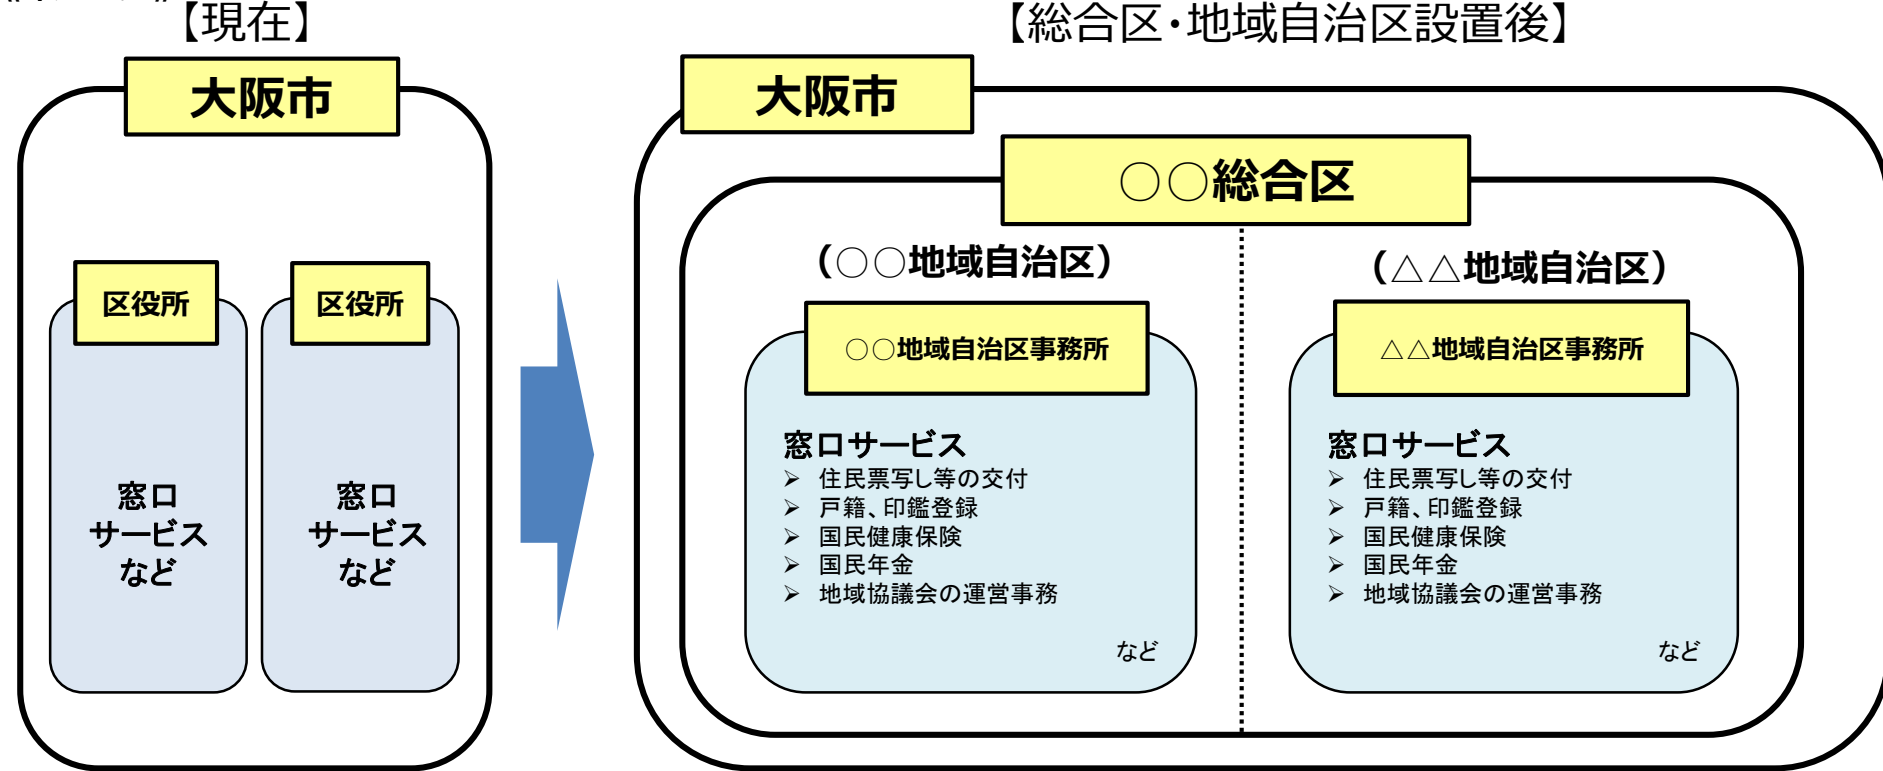 【現在】
大阪市
区役所
窓口
サービス
など
区役所
窓口
サービス
など
【総合区・地域自治区設置後】
大阪市
○○総合区
（○○地域自治区）
○○地域自治区事務所
窓口サービス
➢ 住民票写し等の交付
➢ 戸籍、印鑑登録
➢ 国民健康保険
➢ 国民年金
➢ 地域協議会の運営事務
など
（△△地域自治区）
△△地域自治区事務所
窓口サービス
➢ 住民票写し等の交付
➢ 戸籍、印鑑登録
➢ 国民健康保険
➢ 国民年金
➢ 地域協議会の運営事務
など